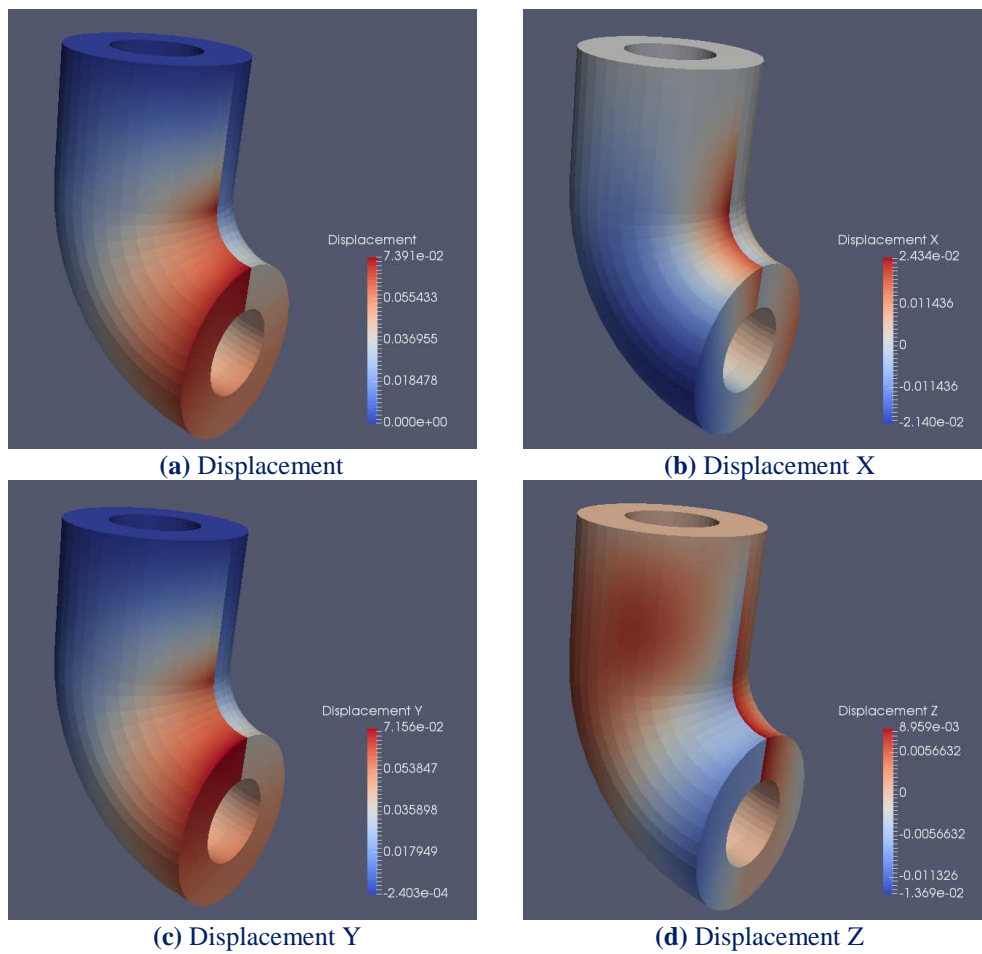 Displacement
7.391e-02
0.055433
0.036955
0.018478
0.000e+00
(a) Displacement
Displacement X
2.434e-02
0.011436
0
-0.011436
-2.140e-02
(b) Displacement X
Displacement Y
7.156e-02
0.053847
0.035898
0.017949
-2.403e-04
(c) Displacement Y
Displacement Z
8.959e-03
0.0056632
0
-0.0056632
-0.011326
-1.369e-02
(d) Displacement Z